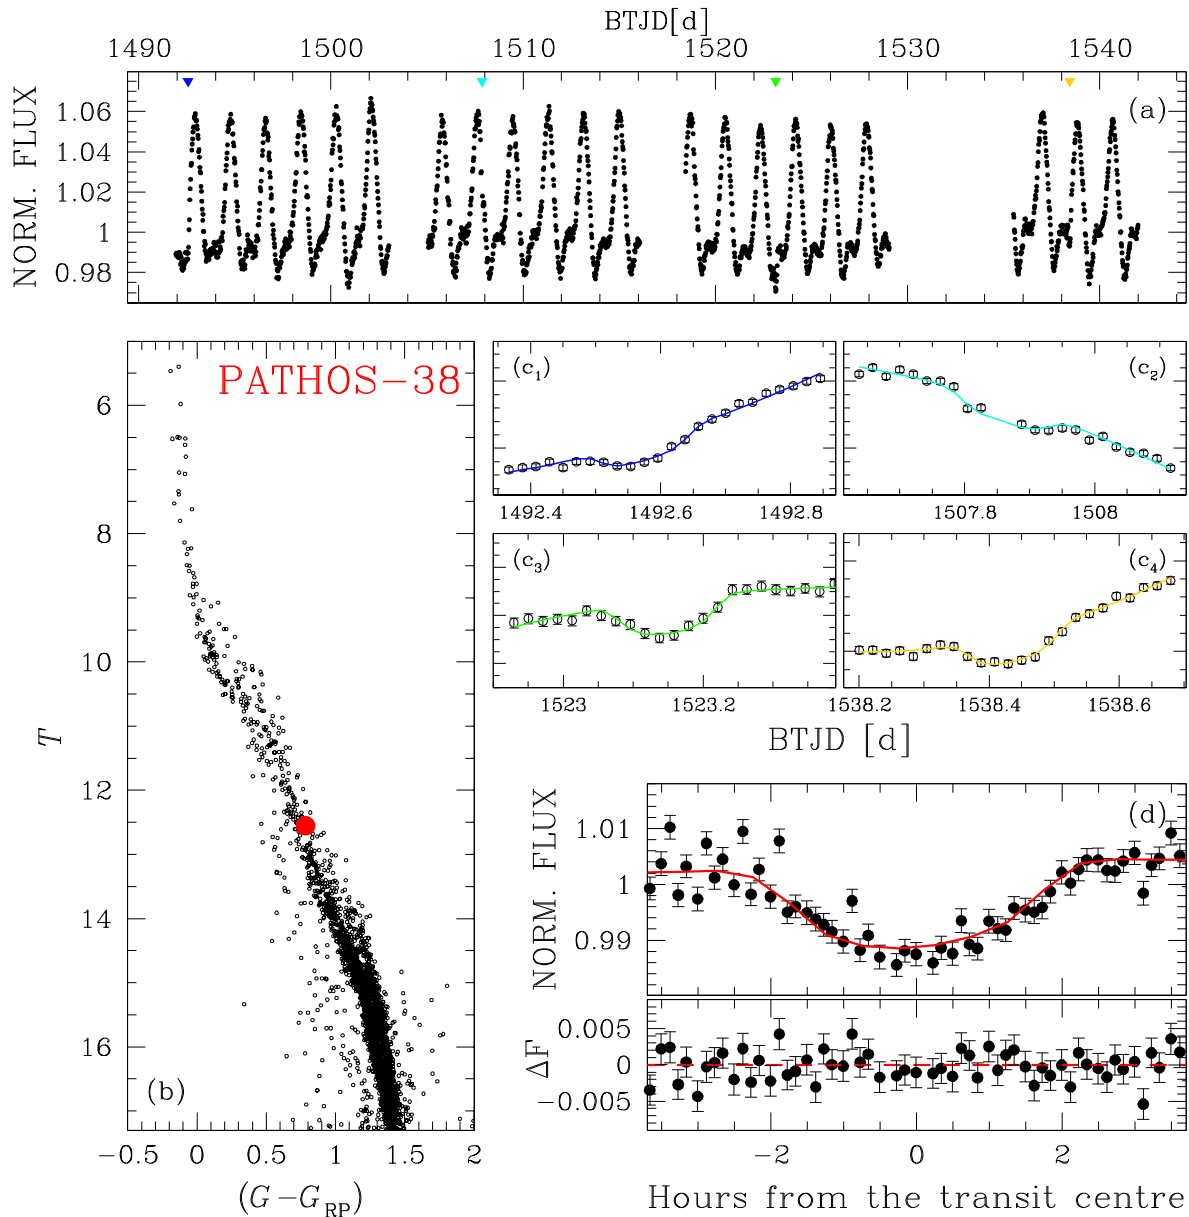 BTJD[d]
1490 1500 1510 1520 1530 1540
NORM. FLUX
1.06
1.04
1.02
1
0.98
(a)
PATHOS−38
T
6
8
10
12
14
16
(b)
−0.5 0 0.5 1 1.5 2
(G−G_RP)
(c₁)
1492.4 1492.6 1492.8
(c₂)
1507.8 1508
(c₃)
1523 1523.2
(c₄)
1538.2 1538.4 1538.6
BTJD [d]
NORM. FLUX
1.01
1
0.99
(d)
ΔF
0.005
0
−0.005
−2 0 2
Hours from the transit centre